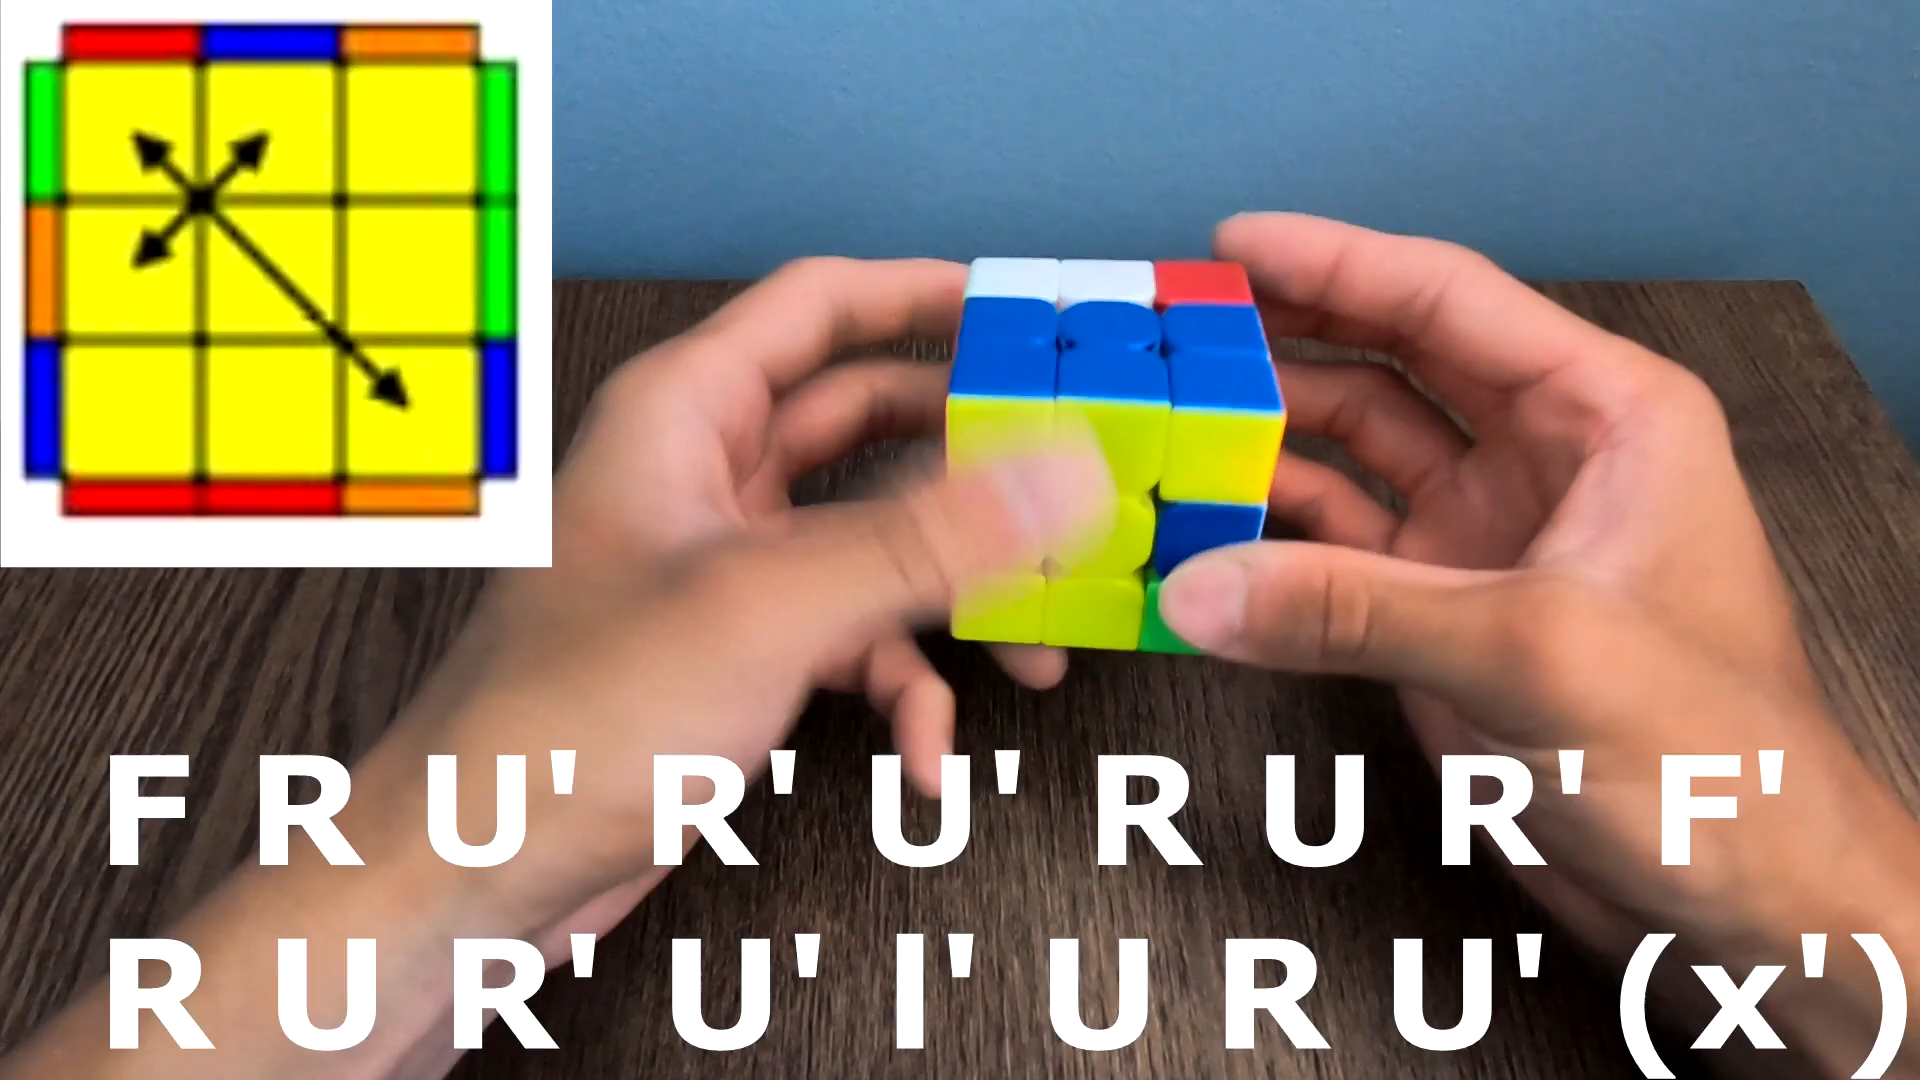 F R U' R' U' R U R' F'
R U R' U' l' U R U' (x')